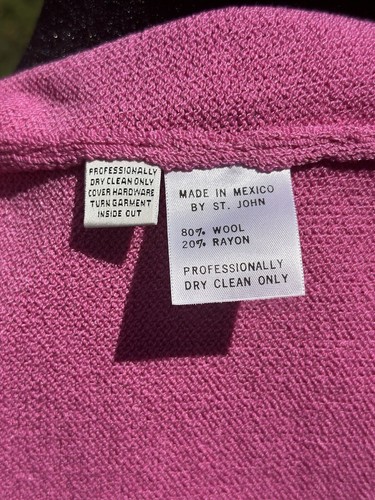 PROFESSIONALLY
DRY CLEAN ONLY
COVER HARDWARE
TURN GARMENT
INSIDE OUT
MADE IN MEXICO
BY ST. JOHN
80% WOOL
20% RAYON
PROFESSIONALLY
DRY CLEAN ONLY